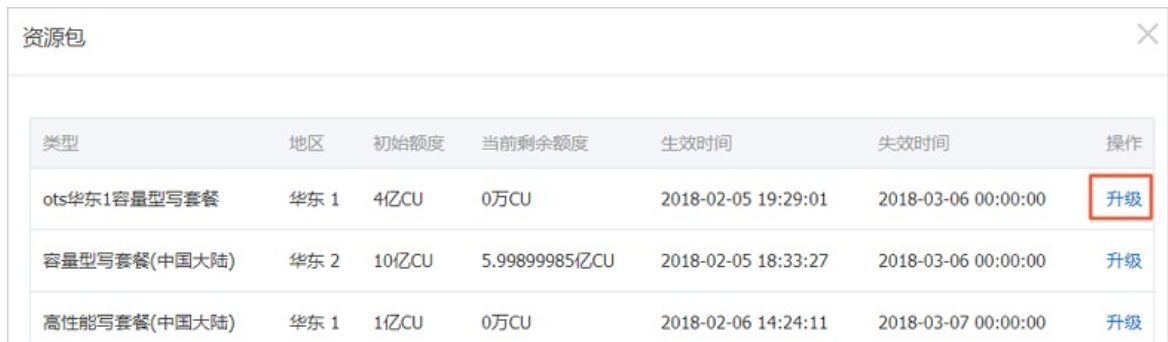 资源包
类型 地区 初始额度 当前剩余额度 生效时间 失效时间 操作
ots华东1容量型写套餐 华东 1 4亿CU 0万CU 2018-02-05 19:29:01 2018-03-06 00:00:00 升级
容量型写套餐(中国大陆) 华东 2 10亿CU 5.99899985亿CU 2018-02-05 18:33:27 2018-03-06 00:00:00 升级
高性能写套餐(中国大陆) 华东 1 1亿CU 0万CU 2018-02-06 14:24:11 2018-03-07 00:00:00 升级